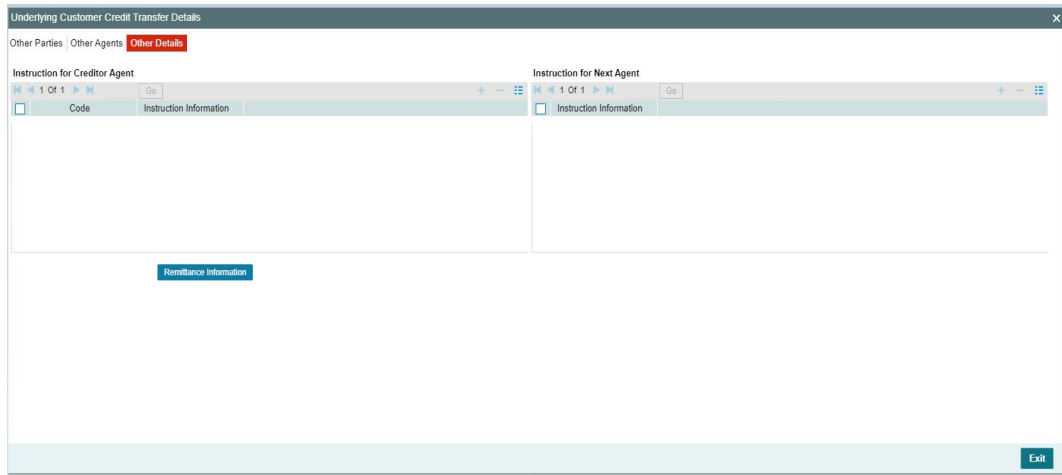 Underlying Customer Credit Transfer Details
Other Parties Other Agents Other Details
Instruction for Creditor Agent
1 Of 1 Go
Code Instruction Information
Instruction for Next Agent
1 Of 1 Go
Instruction Information
Remittance Information
Exit